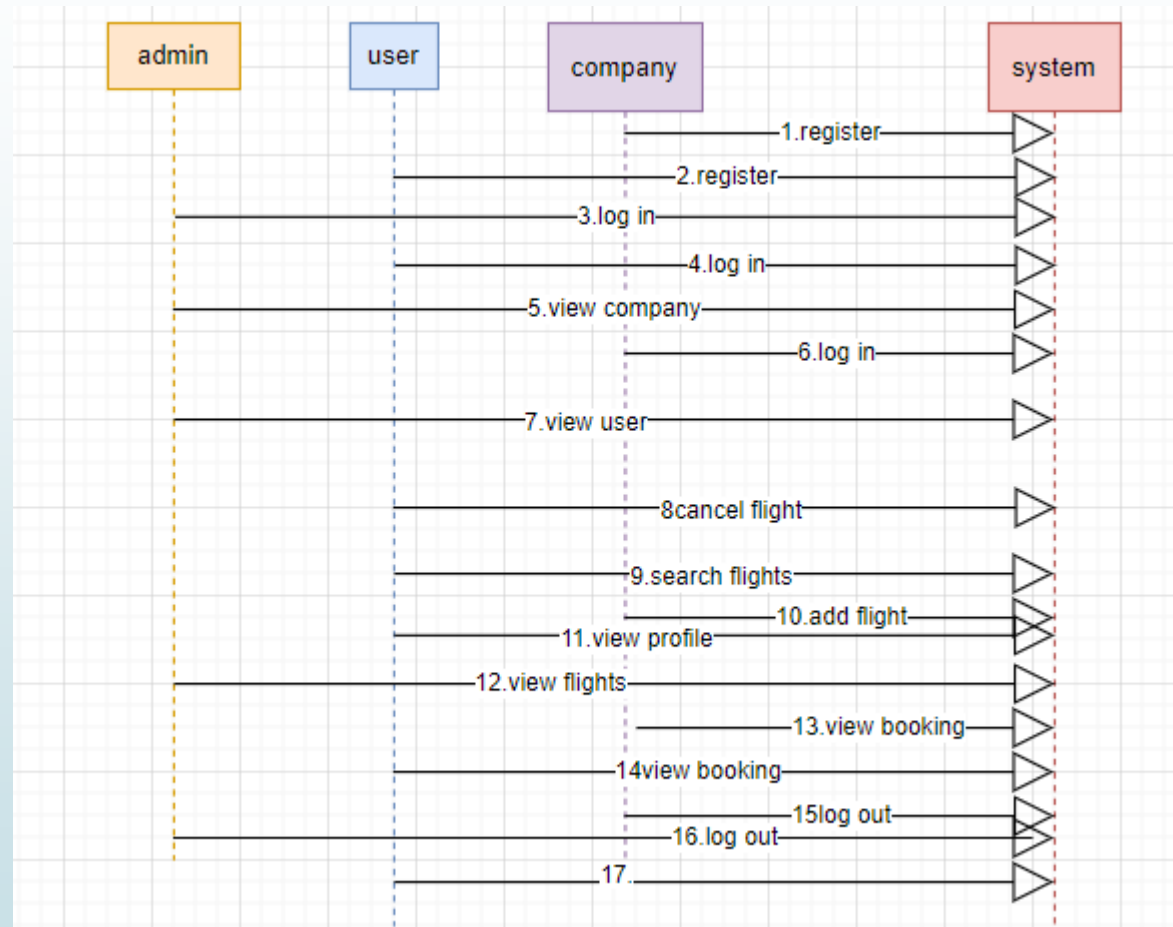 admin
user
company
system
1.register
2.register
3.log in
4.log in
5.view company
6.log in
7.view user
8cancel flight
9.search flights
10.add flight
11.view profile
12.view flights
13.view booking
14view booking
15log out
16.log out
17.